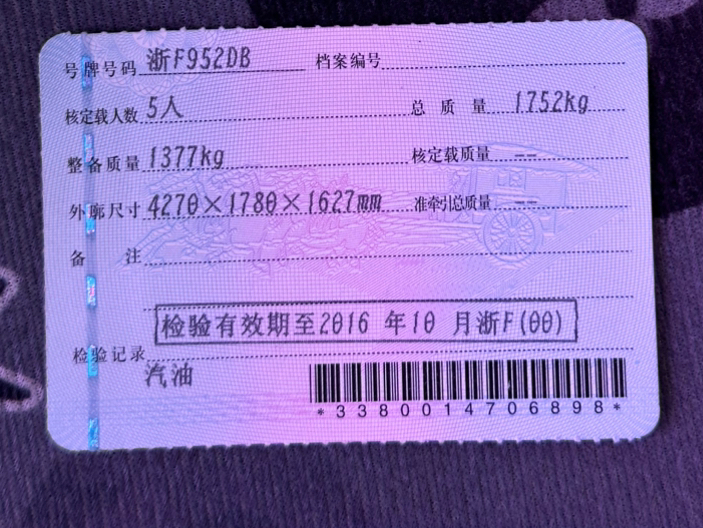 号牌号码 浙F952DB 档案编号
核定载人数 5人 总质量 1752kg
整备质量 1377kg 核定载质量 --
外廓尺寸 4270×1780×1627mm 准牵引总质量 --
备注
检验有效期至2016 年10 月浙F(00)
检验记录
汽油
*3380014706898*